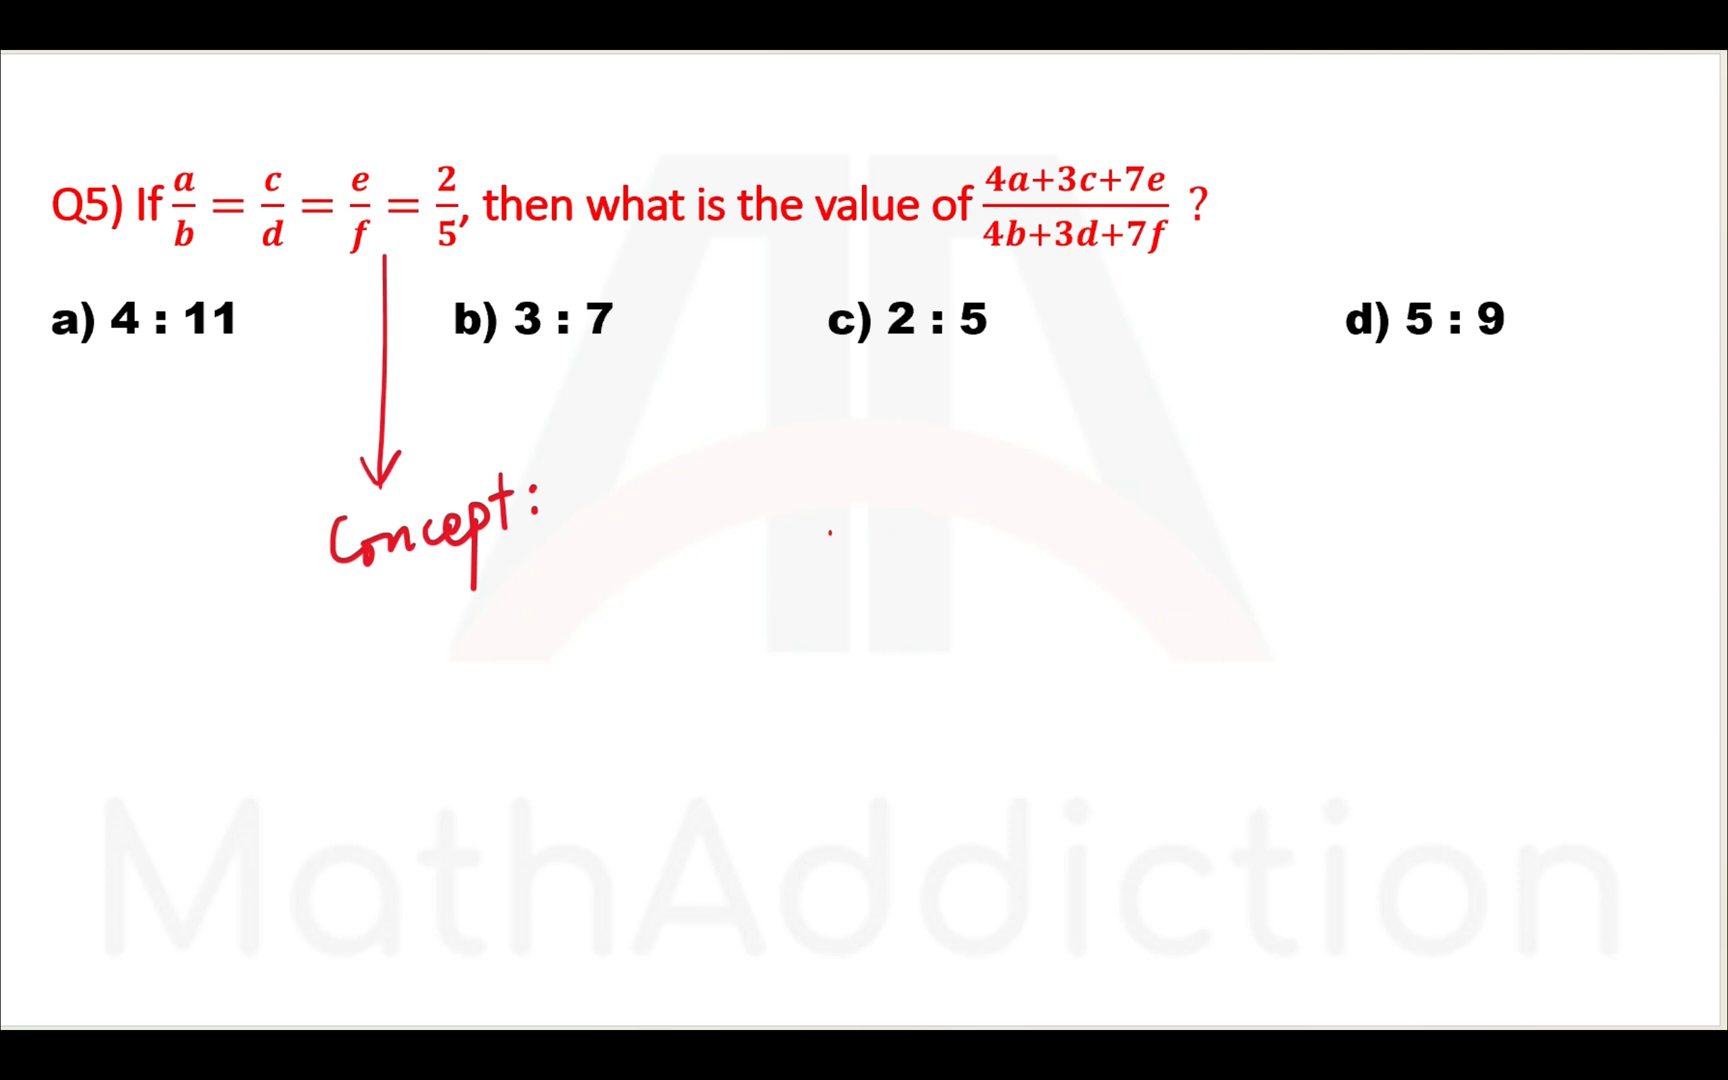 Q5) If a/b = c/d = e/f = 2/5, then what is the value of 4a+3c+7e/4b+3d+7f ?
a) 4 : 11 b) 3 : 7 c) 2 : 5 d) 5 : 9
Concept:
MathAddiction